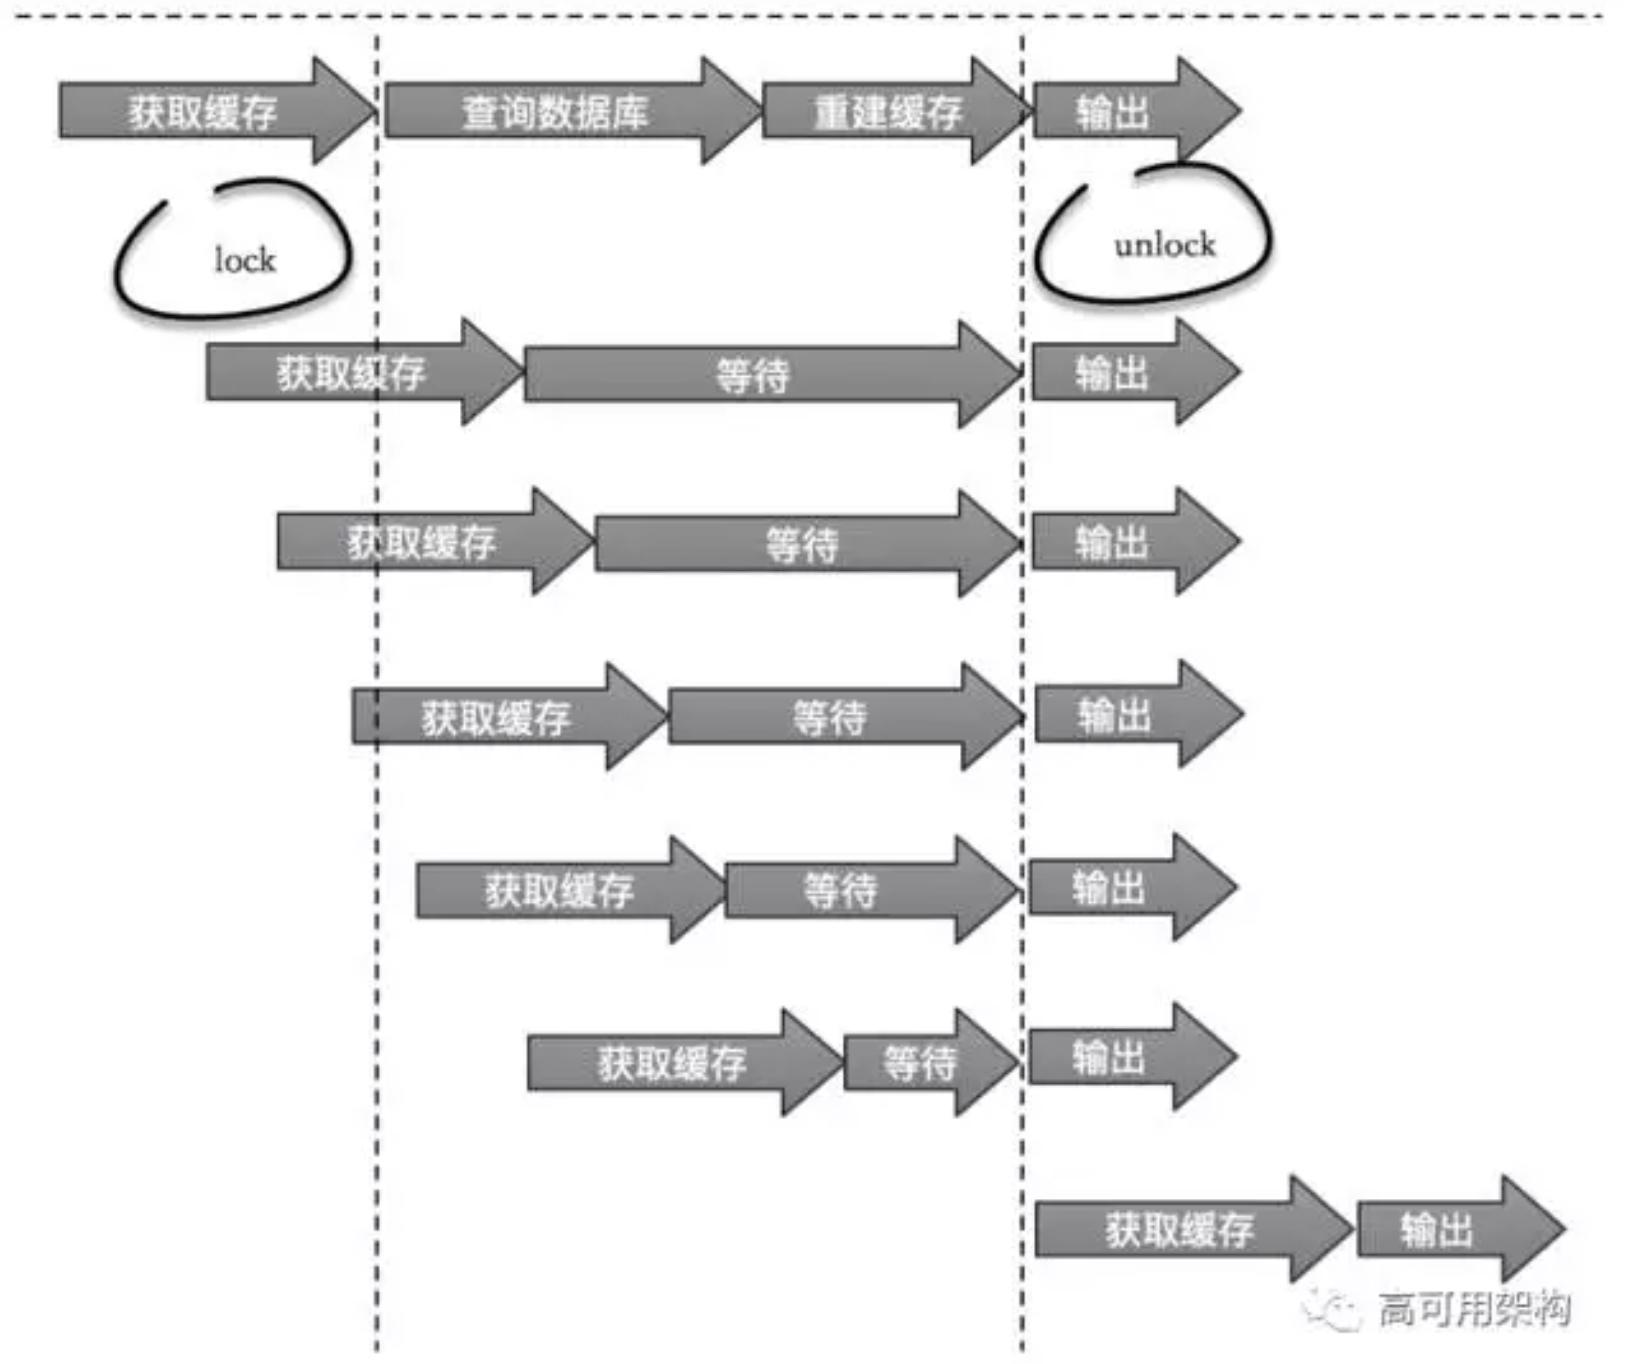 获取缓存 查询数据库 重建缓存 输出
lock unlock
获取缓存 等待 输出
获取缓存 等待 输出
获取缓存 等待 输出
获取缓存 等待 输出
获取缓存 等待 输出
获取缓存 输出
高可用架构